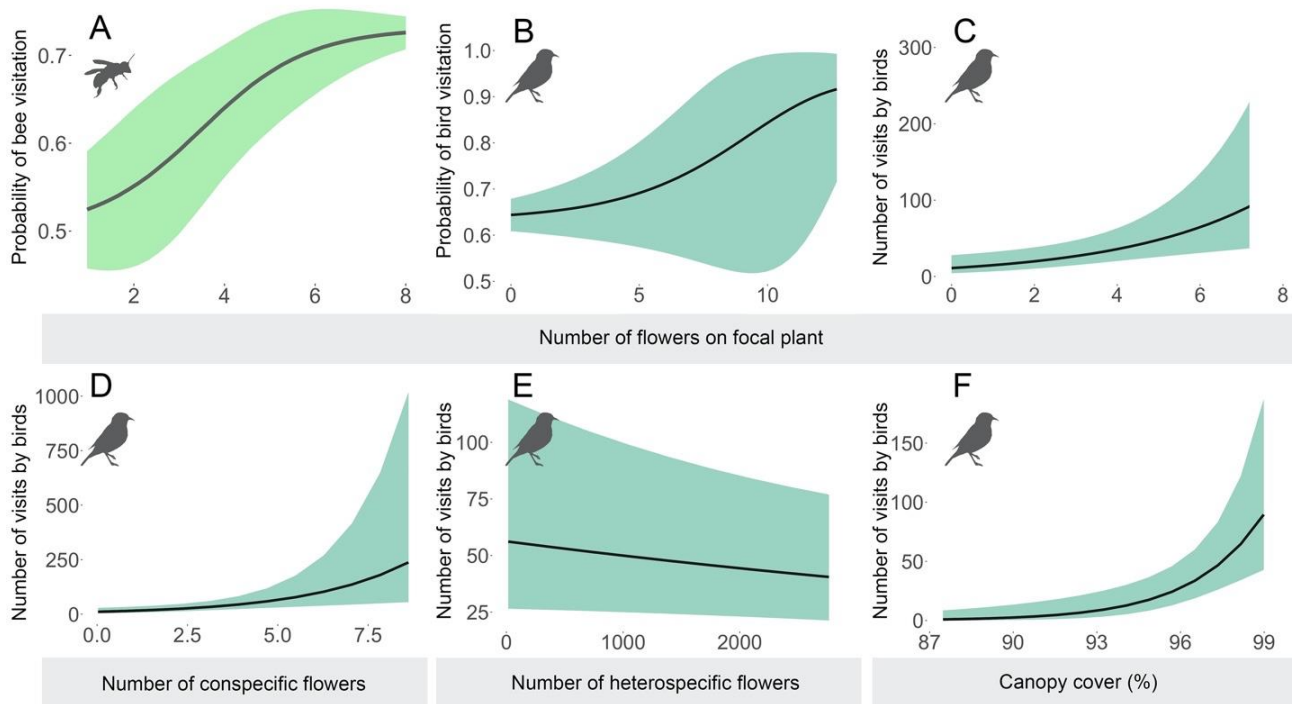 A
Probability of bee visitation
0.7
0.6
0.5
2 4 6 8
B
Probability of bird visitation
1.0
0.9
0.8
0.7
0.6
0.5
0 5 10
C
Number of visits by birds
300
200
100
0
0 2 4 6 8
Number of flowers on focal plant
D
Number of visits by birds
1000
750
500
250
0
0.0 2.5 5.0 7.5
Number of conspecific flowers
E
Number of visits by birds
100
75
50
25
0 1000 2000
Number of heterospecific flowers
F
Number of visits by birds
150
100
50
0
87 90 93 96 99
Canopy cover (%)